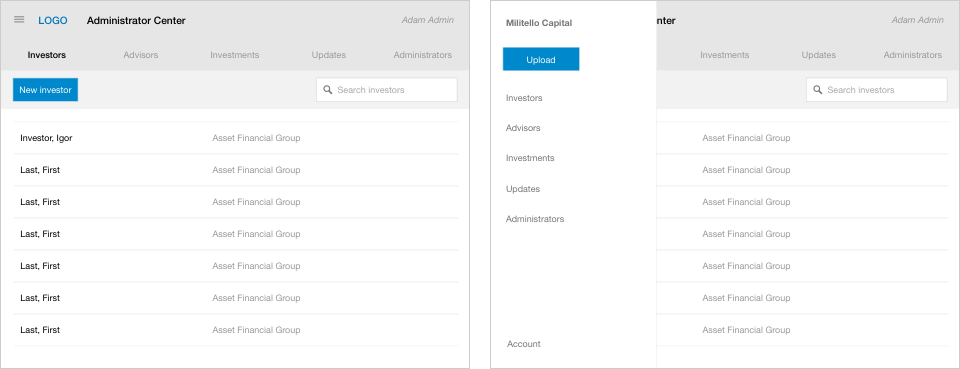 LOGO Administrator Center Adam Admin
Investors Advisors Investments Updates Administrators
New investor Search investors
Investor, Igor Asset Financial Group
Last, First Asset Financial Group
Last, First Asset Financial Group
Last, First Asset Financial Group
Last, First Asset Financial Group
Last, First Asset Financial Group
Last, First Asset Financial Group
Militello Capital nter Adam Admin
Upload
Investments Updates Administrators
Search investors
Investors
Advisors
Investments
Updates
Administrators
Asset Financial Group
Asset Financial Group
Asset Financial Group
Asset Financial Group
Asset Financial Group
Asset Financial Group
Asset Financial Group
Account